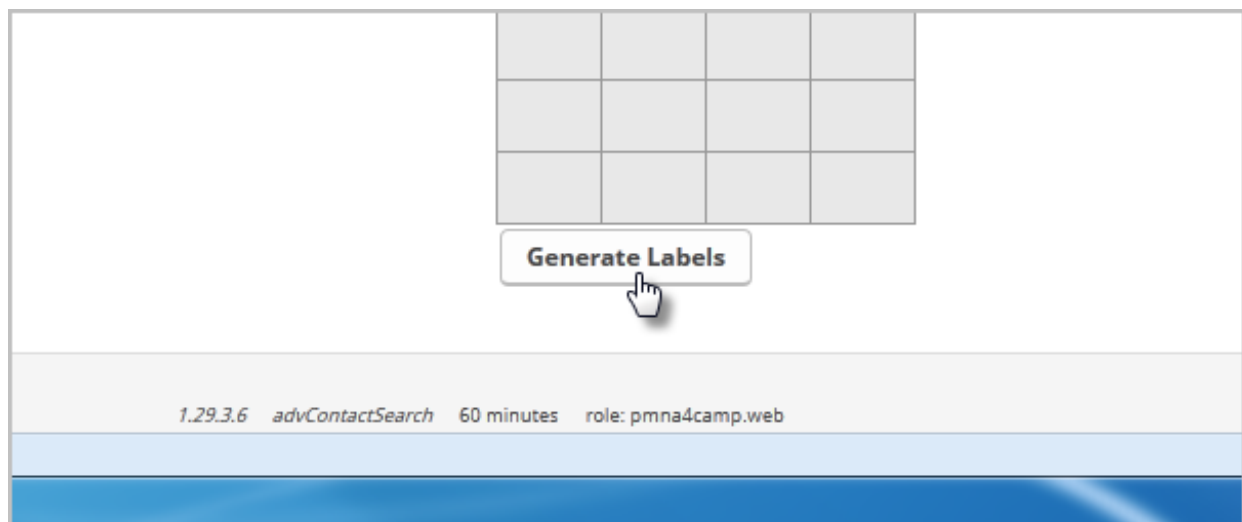 Generate Labels
1.29.3.6 advContactSearch 60 minutes role: pmna4camp.web